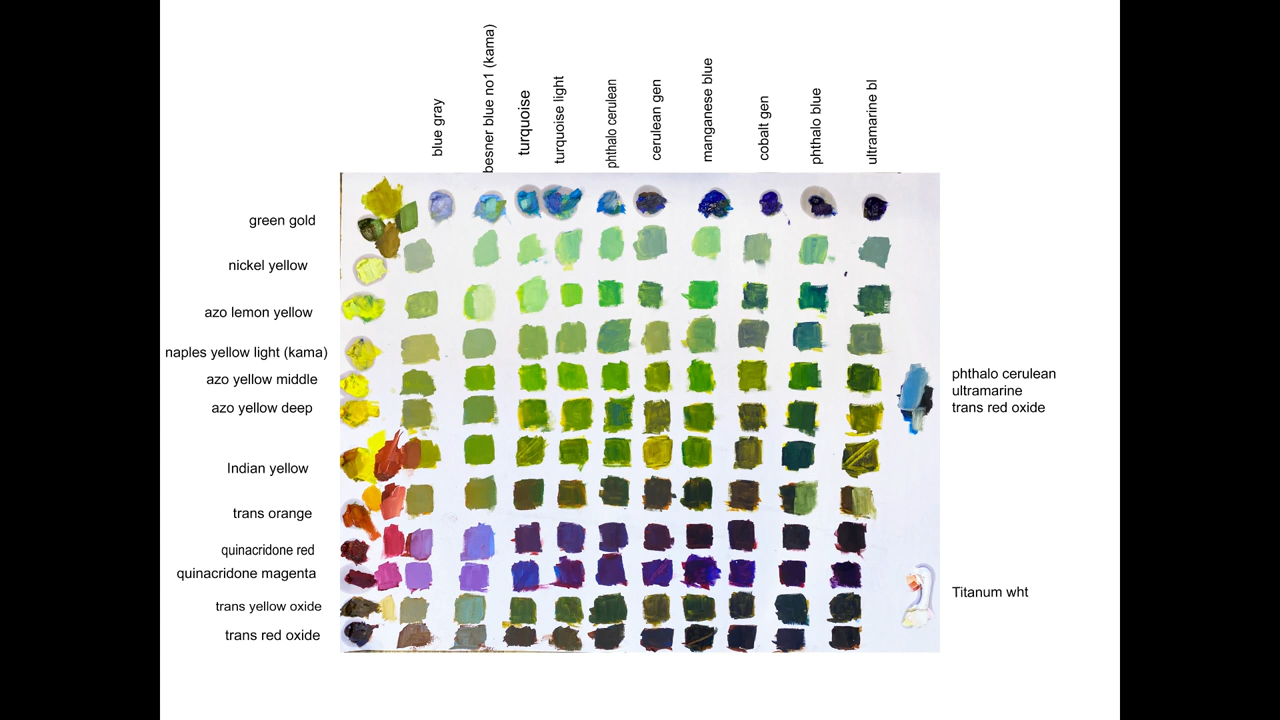 blue gray
besner blue no1 (kama)
turquoise
turquoise light
phthalo cerulean
cerulean gen
manganese blue
cobalt gen
phthalo blue
ultramarine bl
green gold
nickel yellow
azo lemon yellow
naples yellow light (kama)
azo yellow middle
azo yellow deep
Indian yellow
trans orange
quinacridone red
quinacridone magenta
trans yellow oxide
trans red oxide
phthalo cerulean
ultramarine
trans red oxide
Titanum wht